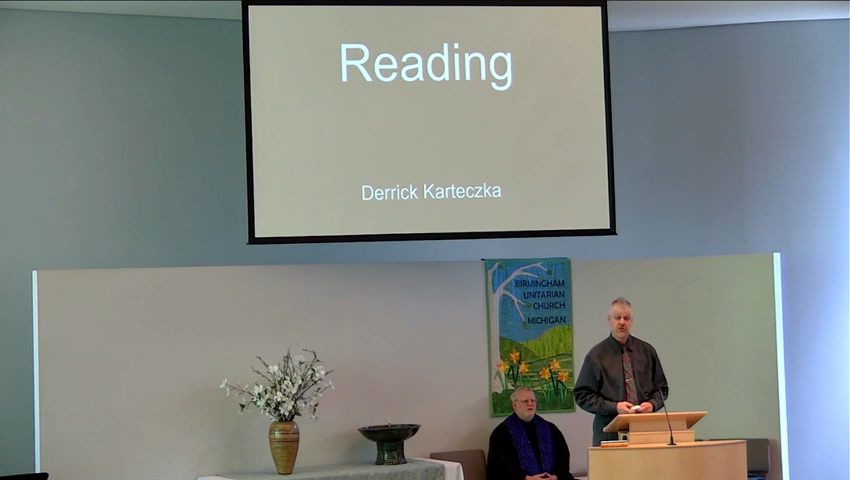 Reading
Derrick Karteczka
BIRMINGHAM
UNITARIAN
CHURCH
MICHIGAN